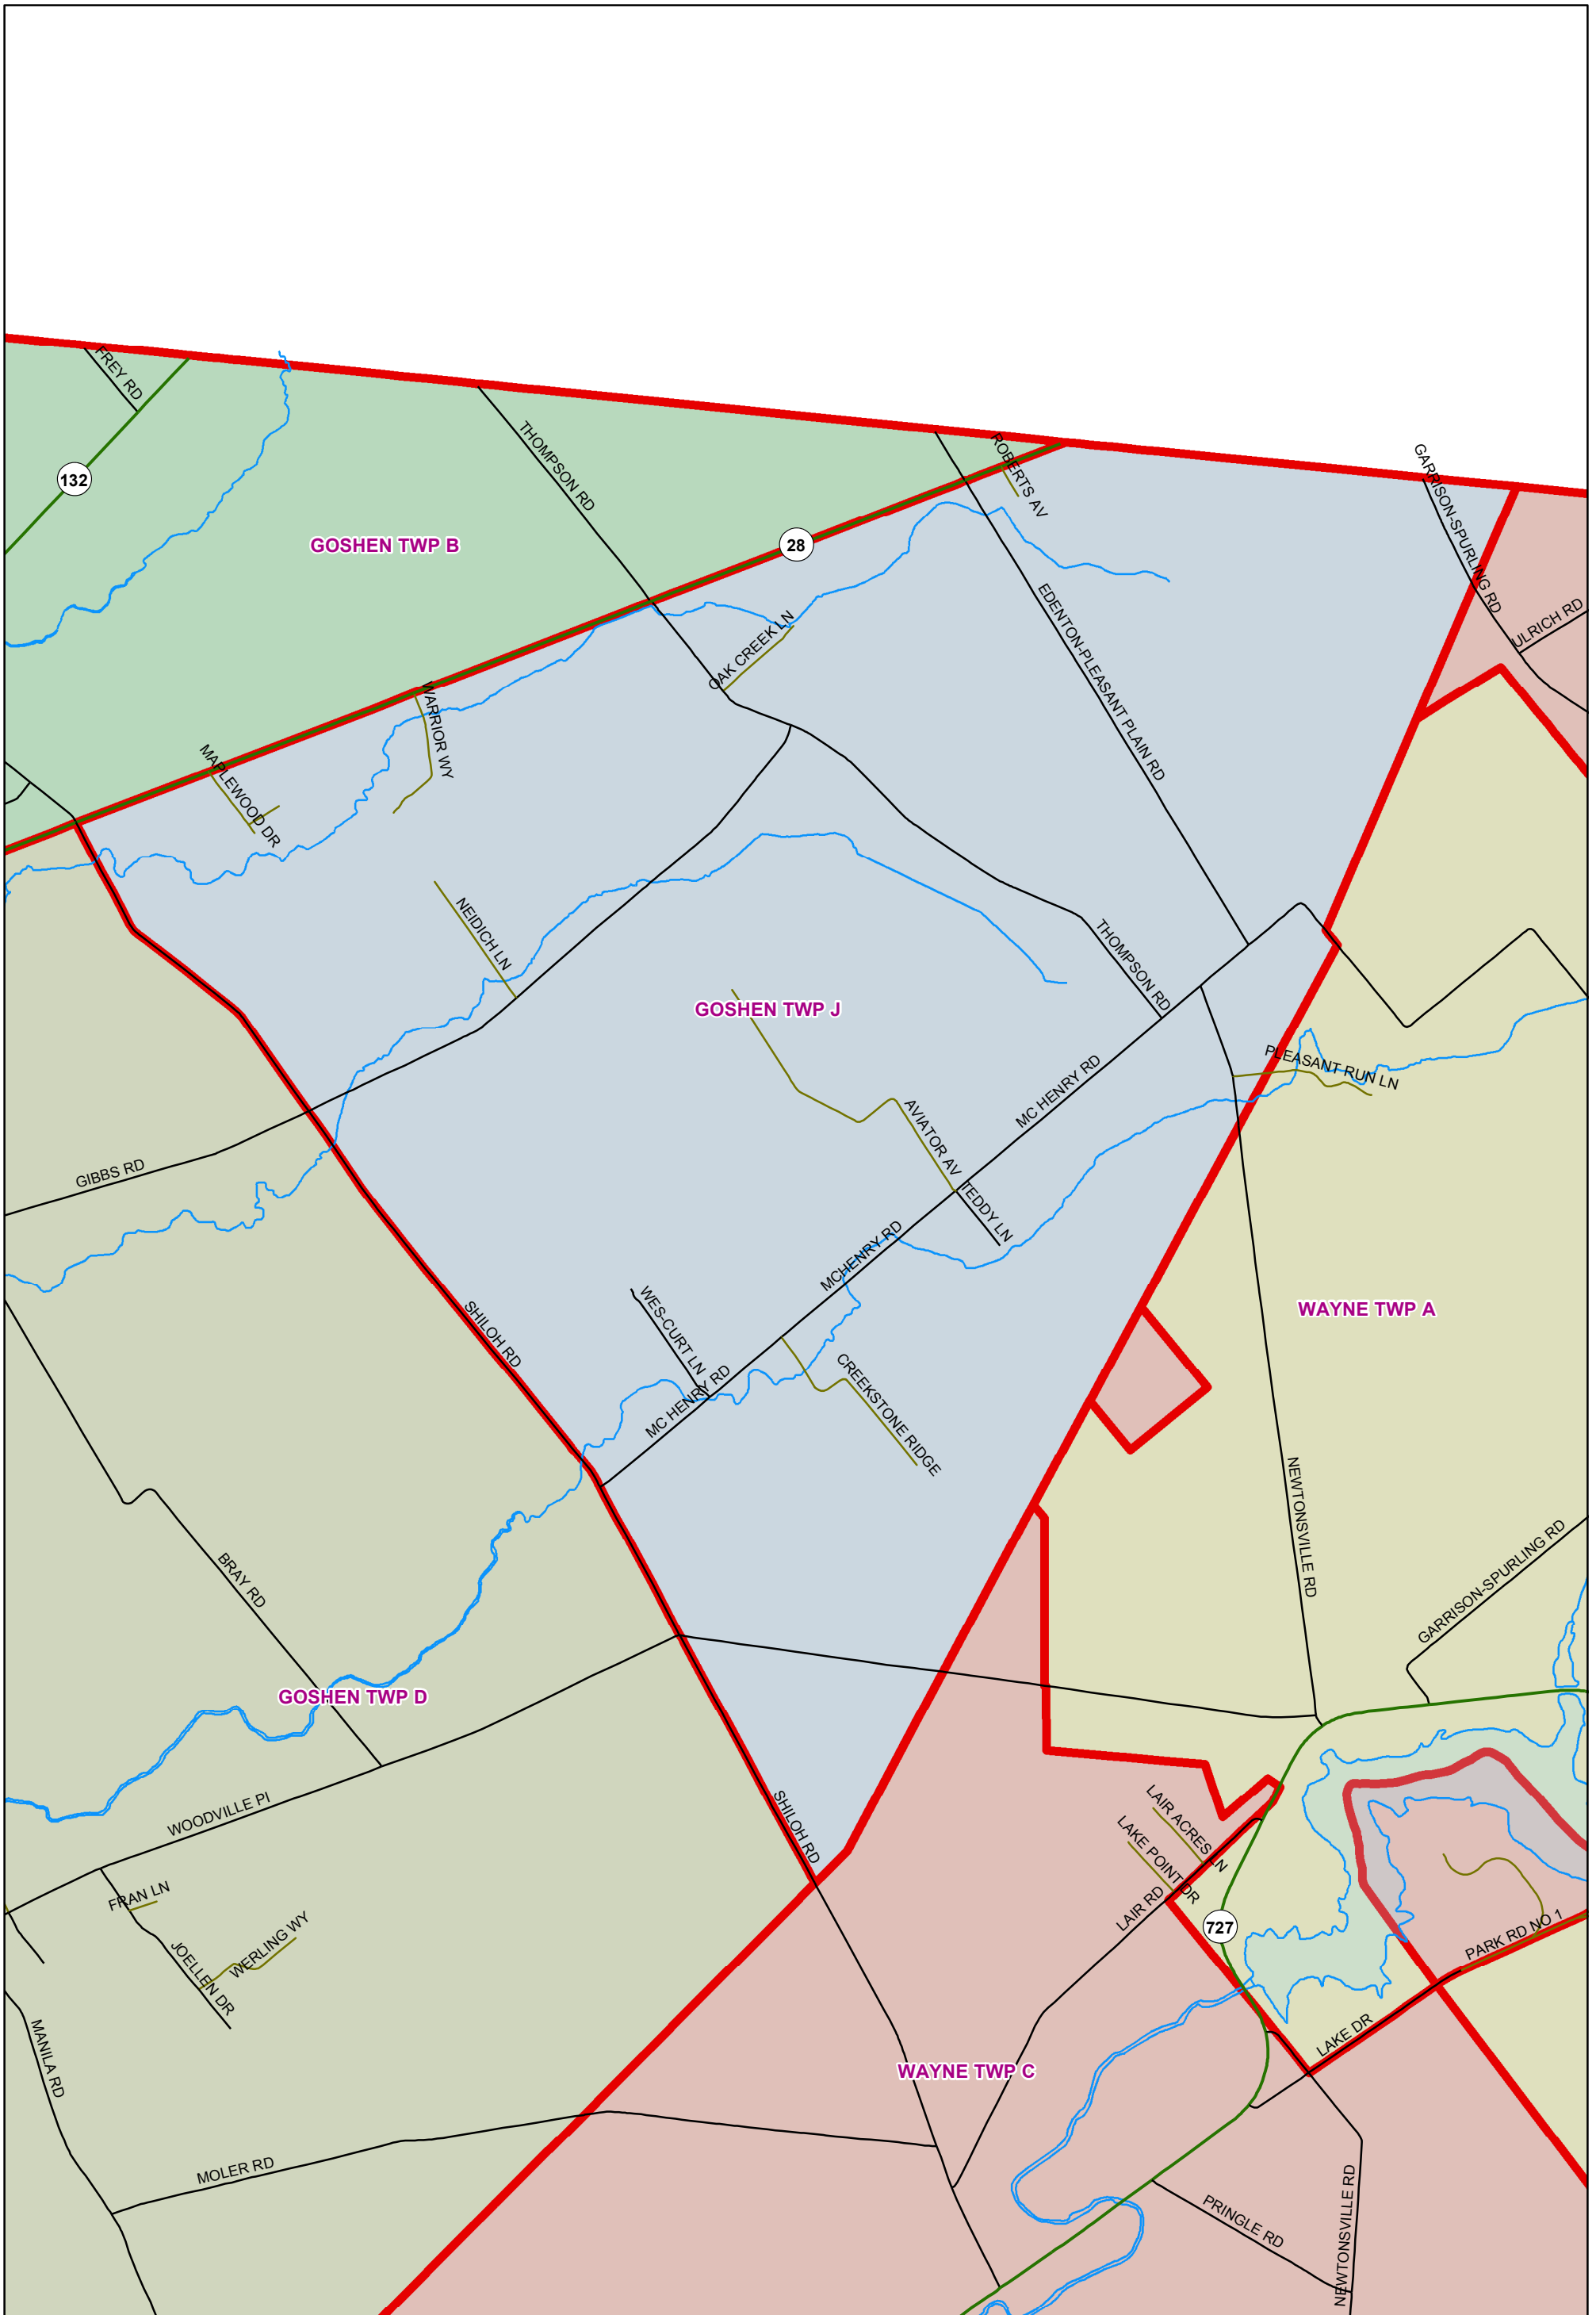 FREY RD
132
THOMPSON RD
ROBERTS AV
GARRISON-SPURLING RD
GOSHEN TWP B
28
ULRICH RD
OAK CREEK LN
EDENTON-PLEASANT PLAIN RD
WARRIOR WY
MAPLEWOOD DR
NEIDICH LN
THOMPSON RD
GOSHEN TWP J
PLEASANT RUN LN
MC HENRY RD
AVIATOR AV
GIBBS RD
TEDDY LN
MCHENRY RD
WAYNE TWP A
SHILOH RD
WES-CURT LN
MC HENRY RD
CREEKSTONE RIDGE
NEWTONSVILLE RD
BRAY RD
GARRISON-SPURLING RD
GOSHEN TWP D
WOODVILLE PI
SHILOH RD
LAIR ACRES LN
LAKE POINT DR
LAIR RD
727
FRAN LN
WERLING WY
JOELLEN DR
PARK RD NO 1
LAKE DR
MANILA RD
WAYNE TWP C
MOLER RD
PRINGLE RD
NEWTONSVILLE RD